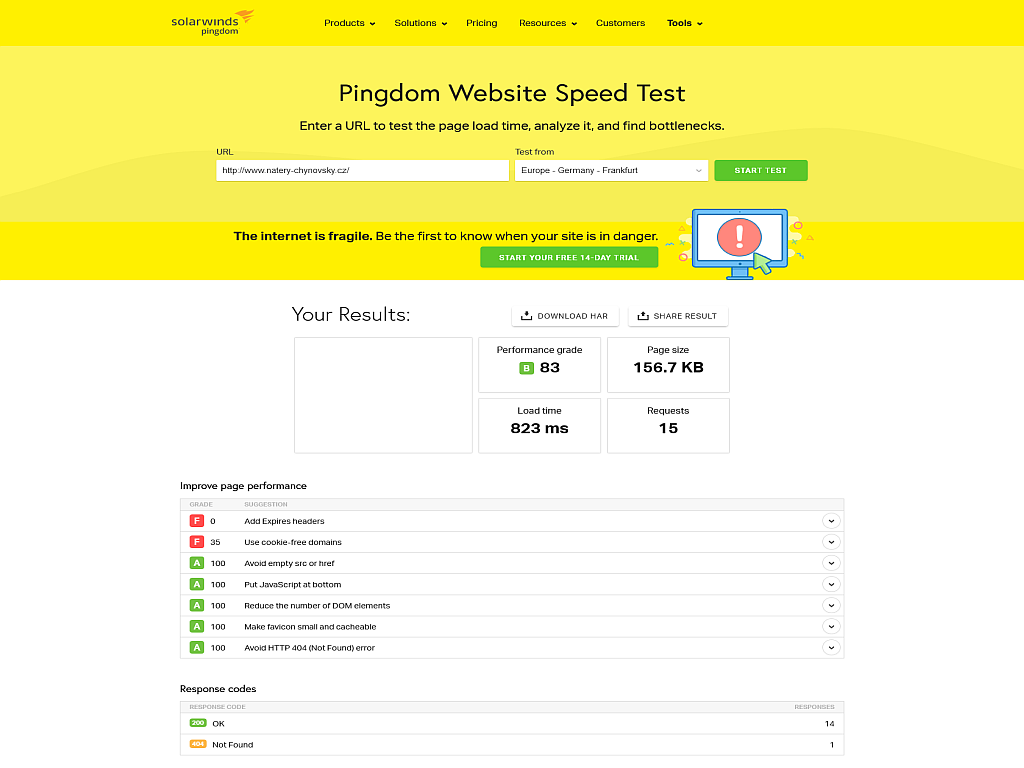 solarwinds
pingdom
Products Solutions Pricing Resources Customers Tools
Pingdom Website Speed Test
Enter a URL to test the page load time, analyze it, and find bottlenecks.
URL Test from
http://www.natery-chynovsky.cz/ Europe - Germany - Frankfurt START TEST
The internet is fragile. Be the first to know when your site is in danger.
START YOUR FREE 14-DAY TRIAL
Your Results: DOWNLOAD HAR SHARE RESULT
Performance grade Page size
B 83 156.7 KB
Load time Requests
823 ms 15
Improve page performance
GRADE SUGGESTION
F 0 Add Expires headers
F 35 Use cookie-free domains
A 100 Avoid empty src or href
A 100 Put JavaScript at bottom
A 100 Reduce the number of DOM elements
A 100 Make favicon small and cacheable
A 100 Avoid HTTP 404 (Not Found) error
Response codes
RESPONSE CODE RESPONSES
200 OK 14
404 Not Found 1